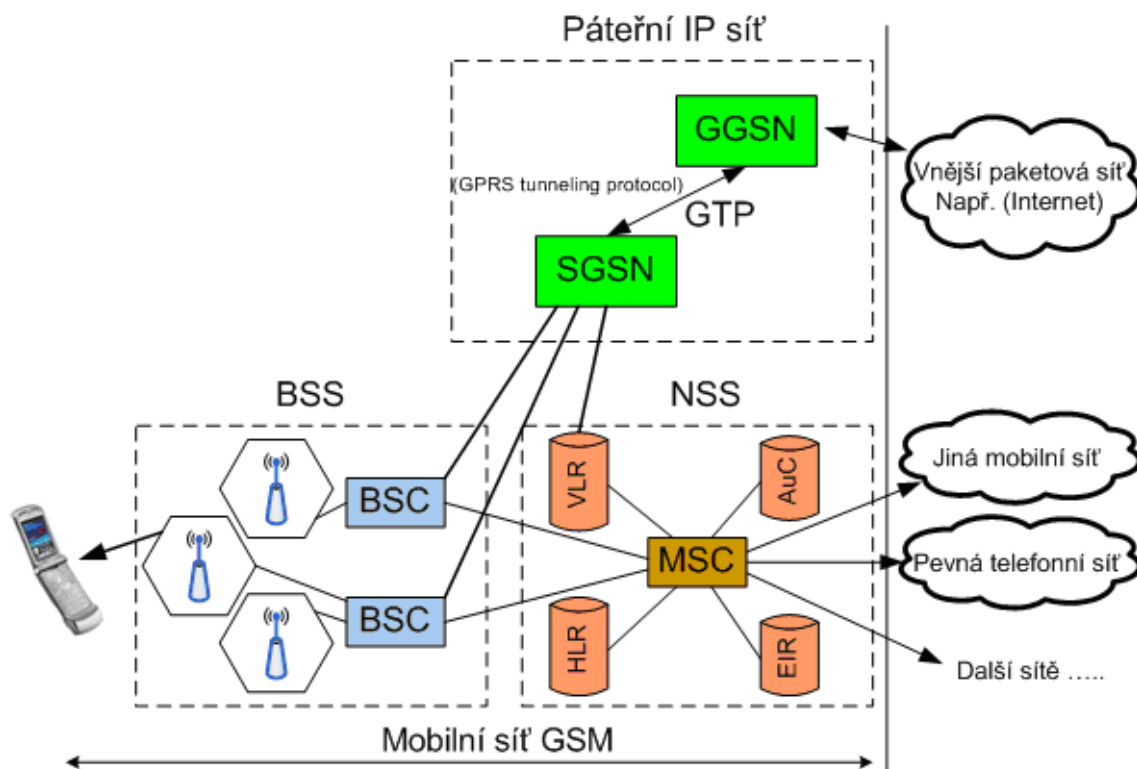 Páteřní IP síť
GGSN
Vnější paketová síť
Např. (Internet)
(GPRS tunneling protocol)
GTP
SGSN
BSS
NSS
VLR
AuC
Jiná mobilní síť
BSC
MSC
Pevná telefonní síť
BSC
HLR
EIR
Další sítě .....
Mobilní síť GSM